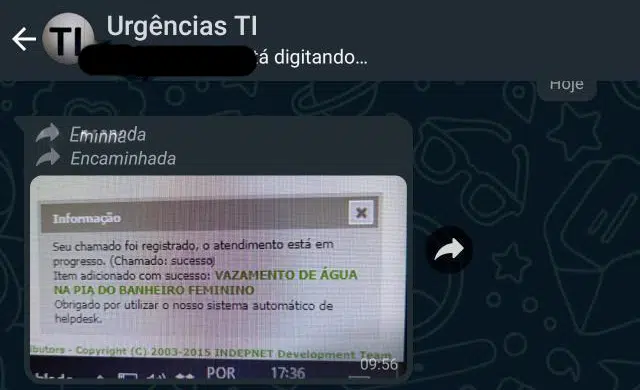 TI
Urgências TI
tá digitando...
Hoje
Encaminhada
Informação
Seu chamado foi registrado, o atendimento está em
progresso. (Chamado: sucesso)
Item adicionado com sucesso: VAZAMENTO DE ÁGUA
NA PIA DO BANHEIRO FEMININO
Obrigado por utilizar o nosso sistema automático de
helpdesk.
ibutors - Copyright (C) 2003-2015 INDEPNET Development Team
09:56
POR
17:36